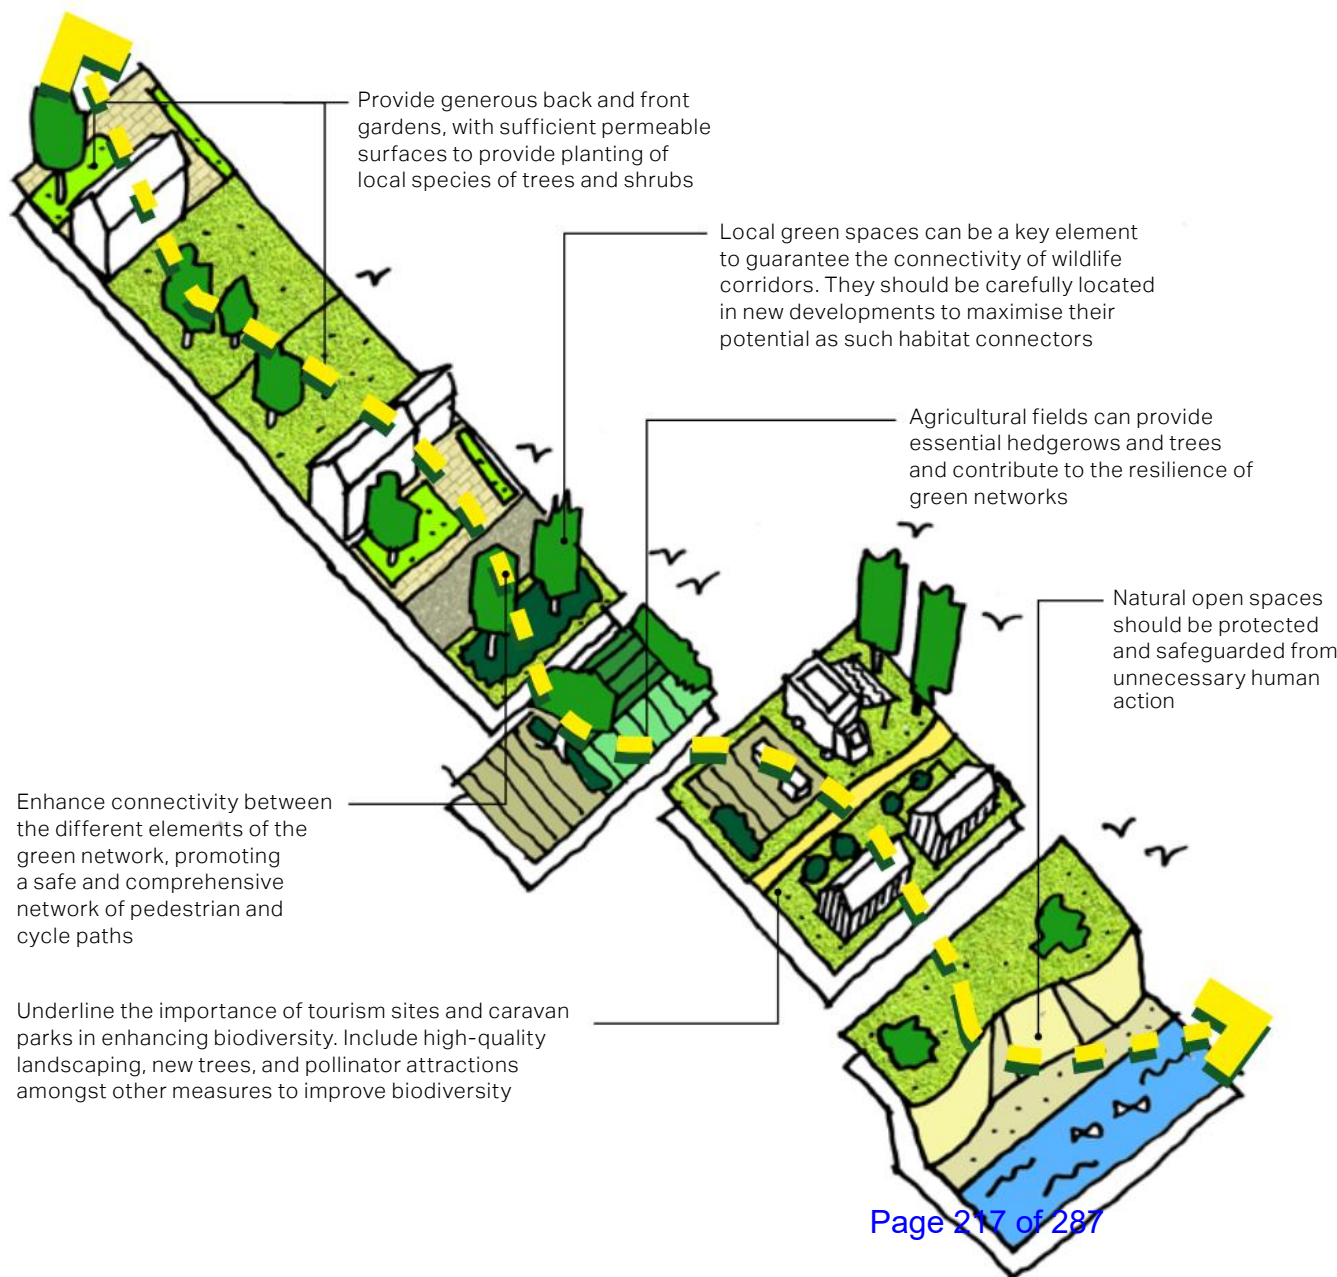 Provide generous back and front
gardens, with sufficient permeable
surfaces to provide planting of
local species of trees and shrubs
Local green spaces can be a key element
to guarantee the connectivity of wildlife
corridors. They should be carefully located
in new developments to maximise their
potential as such habitat connectors
Agricultural fields can provide
essential hedgerows and trees
and contribute to the resilience of
green networks
Natural open spaces
should be protected
and safeguarded from
unnecessary human
action
Enhance connectivity between
the different elements of the
green network, promoting
a safe and comprehensive
network of pedestrian and
cycle paths
Underline the importance of tourism sites and caravan
parks in enhancing biodiversity. Include high-quality
landscaping, new trees, and pollinator attractions
amongst other measures to improve biodiversity
Page 217 of 287